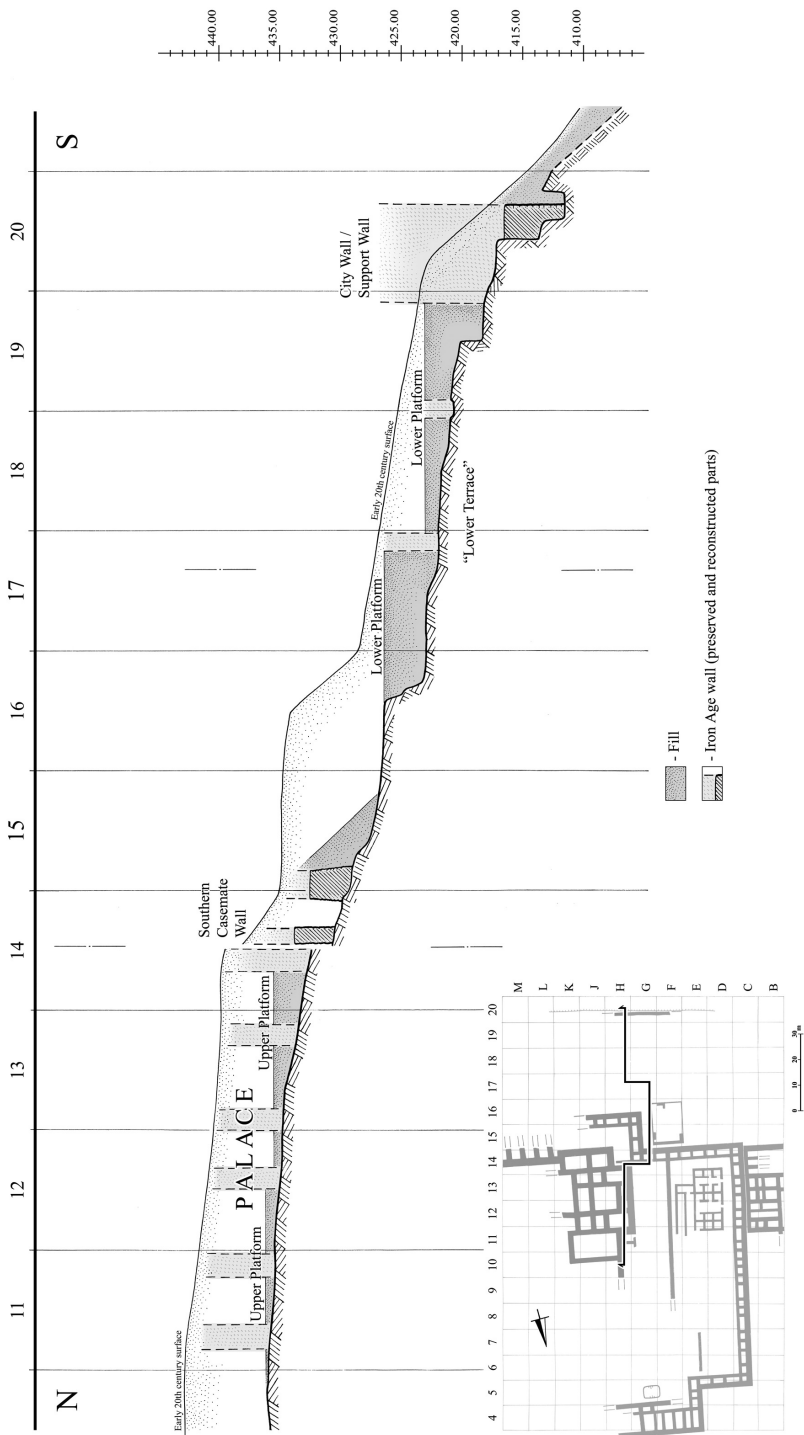 N
S
11
12
13
14
15
16
17
18
19
20
440.00
435.00
430.00
425.00
420.00
415.00
410.00
Early 20th century surface
PALACE
Upper Platform
Upper Platform
Southern
Casemate
Wall
Lower Platform
Early 20th century surface
Lower Platform
"Lower Terrace"
City Wall /
Support Wall
- Fill
- Iron Age wall (preserved and reconstructed parts)
4 5 6 7 8 9 10 11 12 13 14 15 16 17 18 19 20
M
L
K
J
H
G
F
E
D
C
B
0 10 20 30 m